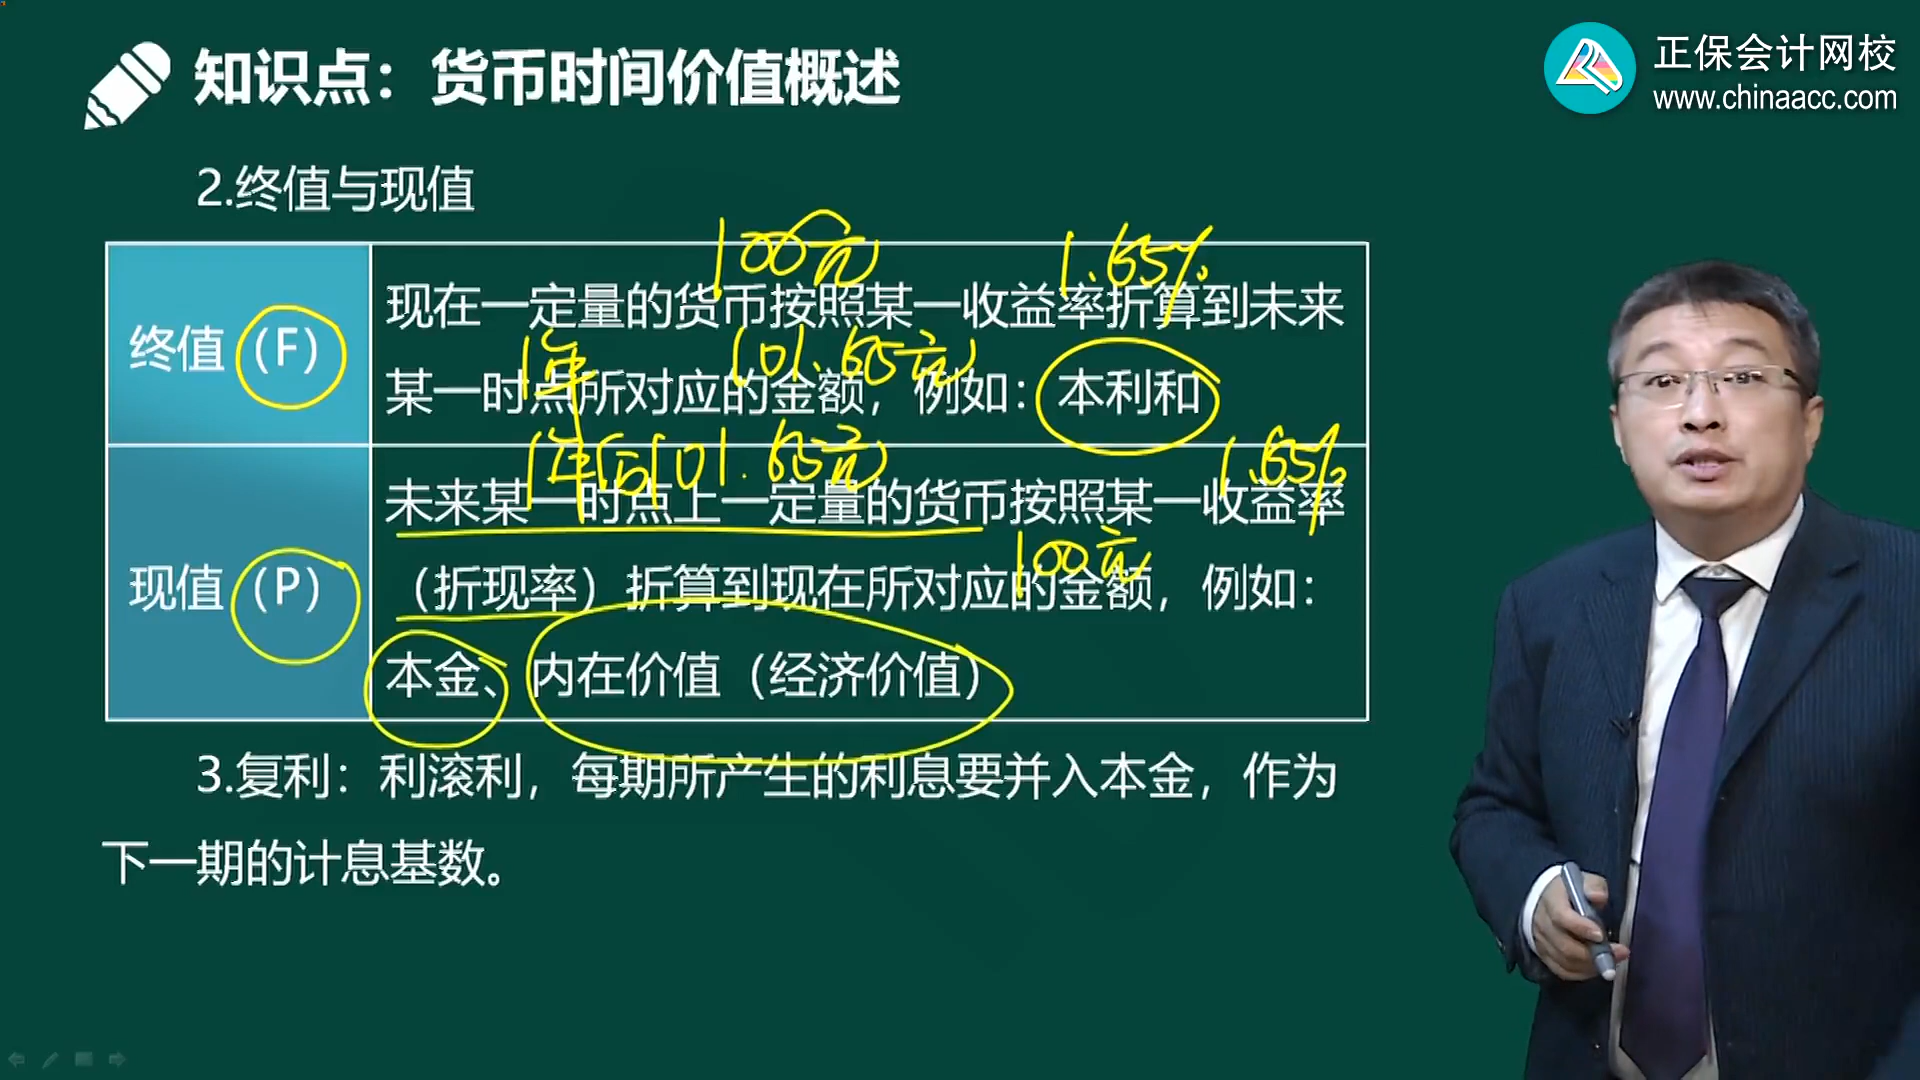 知识点：货币时间价值概述
正保会计网校
www.chinaacc.com
2.终值与现值
100元
1.65%
终值（F）
现在一定量的货币按照某一收益率折算到未来
1年
101.65元
某一时点所对应的金额，例如：本利和
1年后101.65元
1.65%
现值（P）
未来某一时点上一定量的货币按照某一收益率
100元
（折现率）折算到现在所对应的金额，例如：
本金、内在价值（经济价值）
3.复利：利滚利，每期所产生的利息要并入本金，作为
下一期的计息基数。